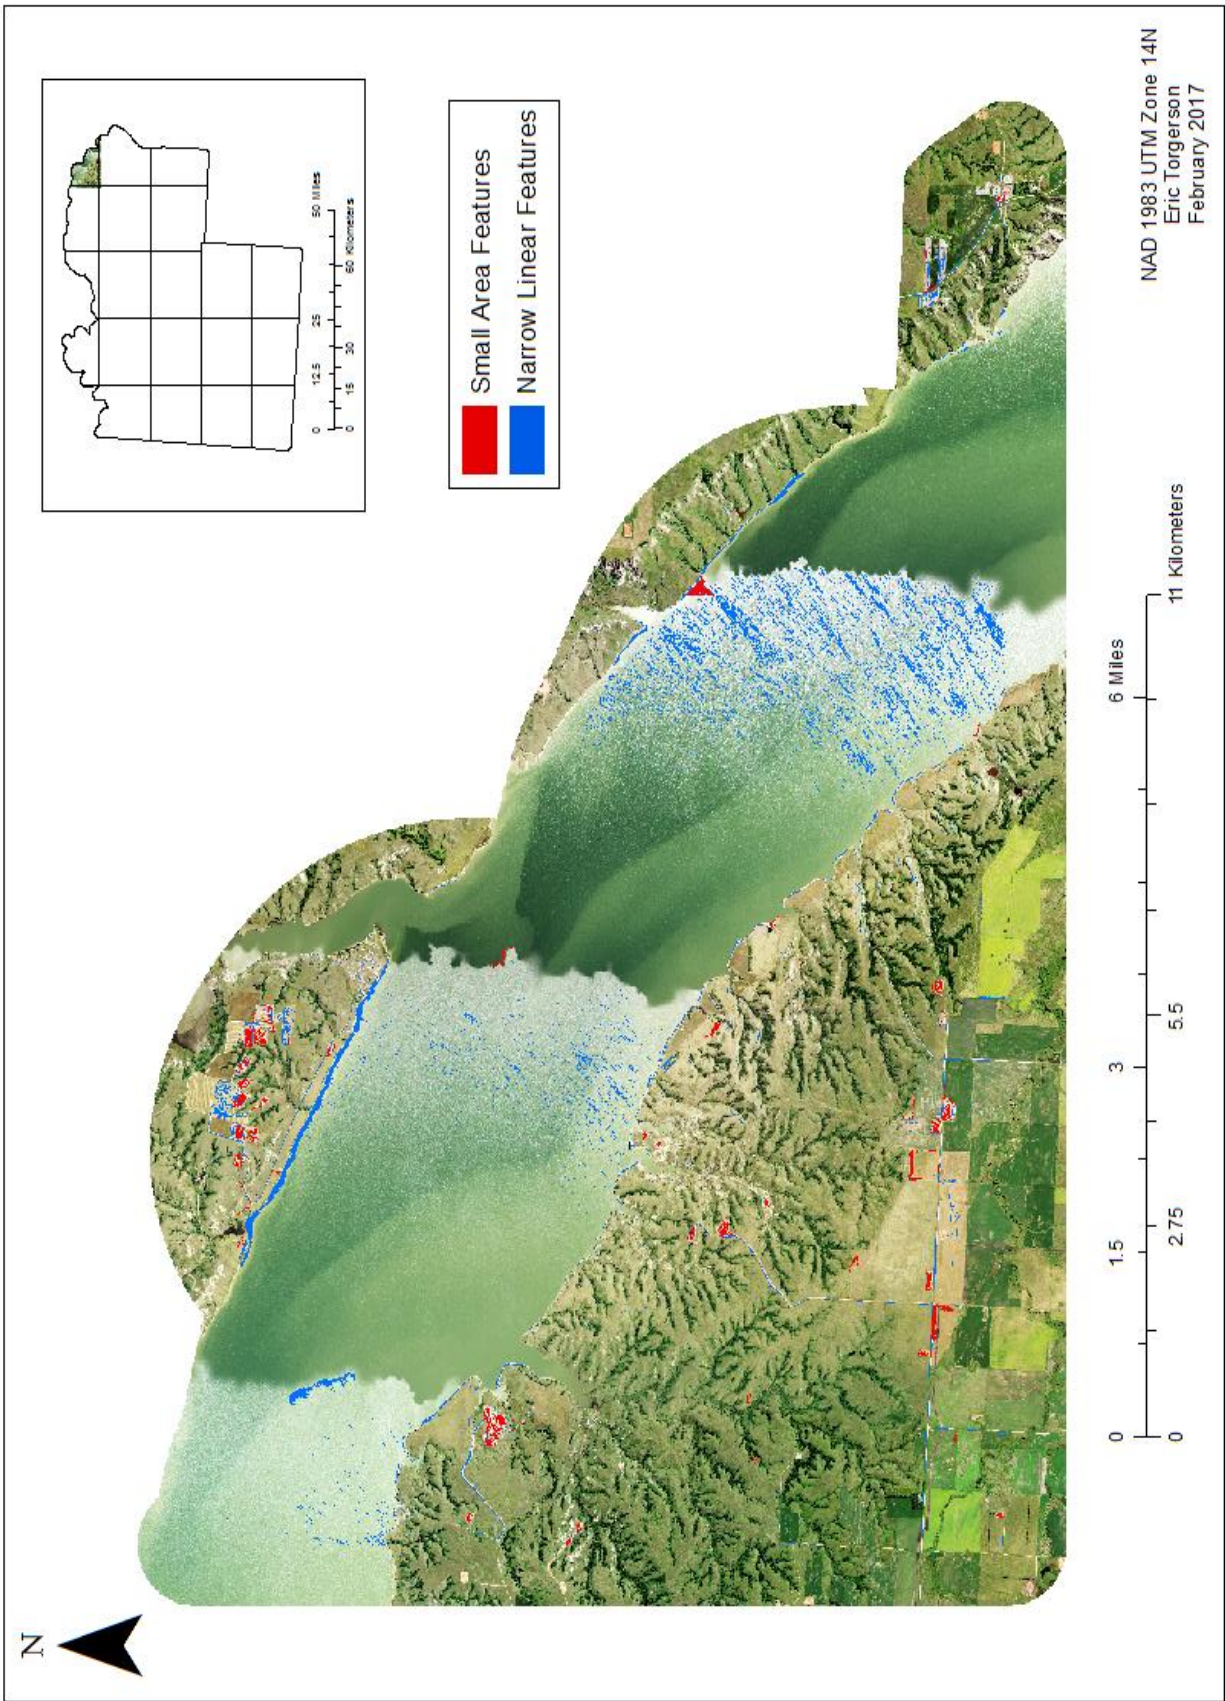 N
0 12.5 25 50 Miles
0 15 30 60 Kilometers
Small Area Features
Narrow Linear Features
0 1.5 3 6 Miles
0 2.75 5.5 11 Kilometers
NAD 1983 UTM Zone 14N
Eric Torgerson
February 2017